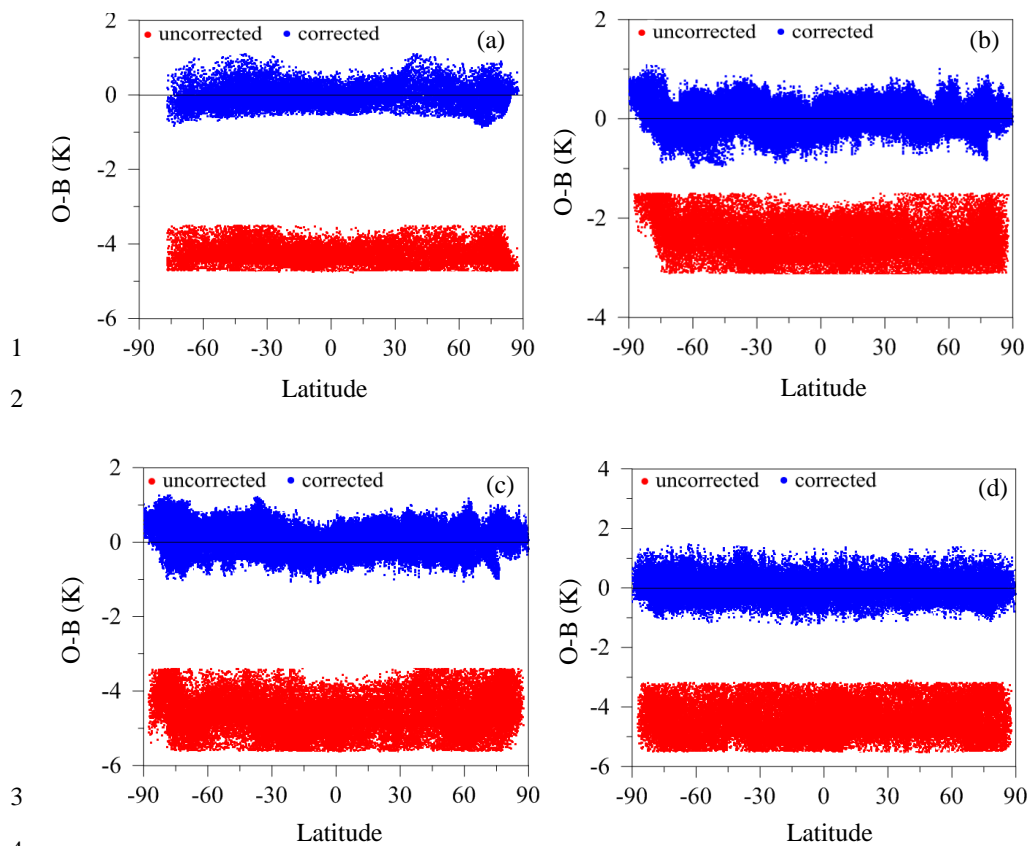 uncorrected corrected (a)
2
0
-2
-4
-6
O-B (K)
-90 -60 -30 0 30 60 90
Latitude
uncorrected corrected (b)
2
0
-2
-4
O-B (K)
-90 -60 -30 0 30 60 90
Latitude
1
2
uncorrected corrected (c)
2
0
-2
-4
-6
O-B (K)
-90 -60 -30 0 30 60 90
Latitude
uncorrected corrected (d)
4
2
0
-2
-4
-6
O-B (K)
-90 -60 -30 0 30 60 90
Latitude
3